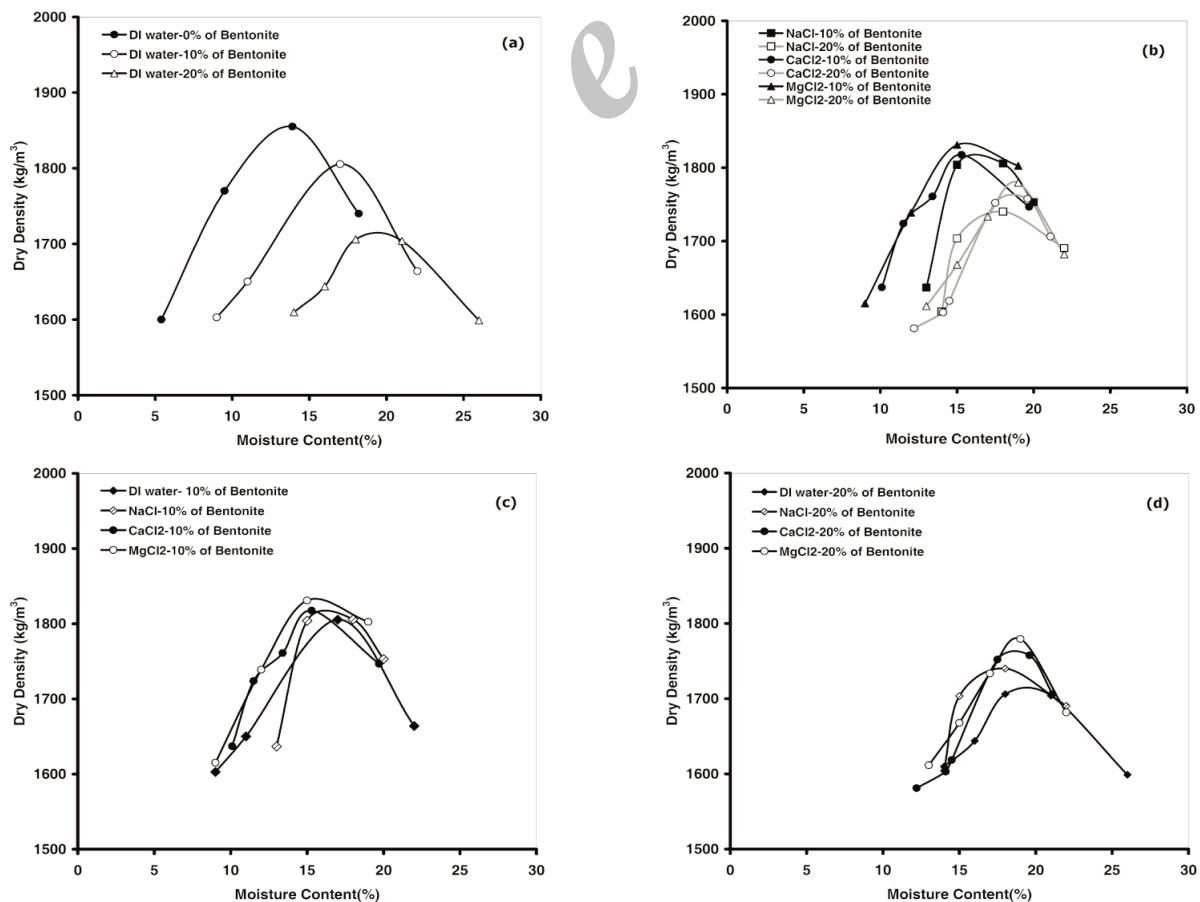 2000
1900
1800
1700
1600
1500
0 5 10 15 20 25 30
Dry Density (kg/m³)
Moisture Content(%)
DI water-0% of Bentonite
DI water-10% of Bentonite
DI water-20% of Bentonite
(a)
e
2000
1900
1800
1700
1600
1500
0 5 10 15 20 25 30
Dry Density (kg/m³)
Moisture Content(%)
NaCl-10% of Bentonite
NaCl-20% of Bentonite
CaCl2-10% of Bentonite
CaCl2-20% of Bentonite
MgCl2-10% of Bentonite
MgCl2-20% of Bentonite
(b)
2000
1900
1800
1700
1600
1500
0 5 10 15 20 25 30
Dry Density (kg/m³)
Moisture Content(%)
DI water- 10% of Bentonite
NaCl-10% of Bentonite
CaCl2-10% of Bentonite
MgCl2-10% of Bentonite
(c)
2000
1900
1800
1700
1600
1500
0 5 10 15 20 25 30
Dry Density (kg/m³)
Moisture Content(%)
DI water-20% of Bentonite
NaCl-20% of Bentonite
CaCl2-20% of Bentonite
MgCl2-20% of Bentonite
(d)